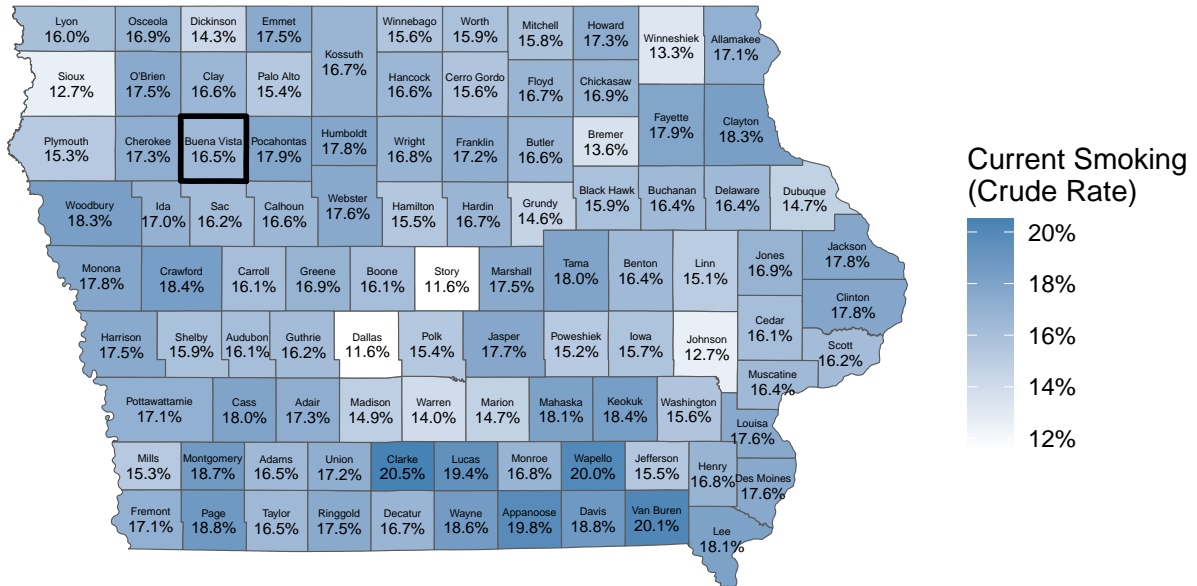 Lyon
16.0%
Osceola
16.9%
Dickinson
14.3%
Emmet
17.5%
Kossuth
16.7%
Winnebago
15.6%
Worth
15.9%
Mitchell
15.8%
Howard
17.3%
Winneshiek
13.3%
Allamakee
17.1%
Sioux
12.7%
O'Brien
17.5%
Clay
16.6%
Palo Alto
15.4%
Hancock
16.6%
Cerro Gordo
15.6%
Floyd
16.7%
Chickasaw
16.9%
Plymouth
15.3%
Cherokee
17.3%
Buena Vista
16.5%
Pocahontas
17.9%
Humboldt
17.8%
Wright
16.8%
Franklin
17.2%
Butler
16.6%
Bremer
13.6%
Fayette
17.9%
Clayton
18.3%
Woodbury
18.3%
Ida
17.0%
Sac
16.2%
Calhoun
16.6%
Webster
17.6%
Hamilton
15.5%
Hardin
16.7%
Grundy
14.6%
Black Hawk
15.9%
Buchanan
16.4%
Delaware
16.4%
Dubuque
14.7%
Monona
17.8%
Crawford
18.4%
Carroll
16.1%
Greene
16.9%
Boone
16.1%
Story
11.6%
Marshall
17.5%
Tama
18.0%
Benton
16.4%
Linn
15.1%
Jones
16.9%
Jackson
17.8%
Clinton
17.8%
Harrison
17.5%
Shelby
15.9%
Audubon
16.1%
Guthrie
16.2%
Dallas
11.6%
Polk
15.4%
Jasper
17.7%
Poweshiek
15.2%
Iowa
15.7%
Johnson
12.7%
Cedar
16.1%
Scott
16.2%
Muscatine
16.4%
Pottawattamie
17.1%
Cass
18.0%
Adair
17.3%
Madison
14.9%
Warren
14.0%
Marion
14.7%
Mahaska
18.1%
Keokuk
18.4%
Washington
15.6%
Louisa
17.6%
Mills
15.3%
Montgomery
18.7%
Adams
16.5%
Union
17.2%
Clarke
20.5%
Lucas
19.4%
Monroe
16.8%
Wapello
20.0%
Jefferson
15.5%
Henry
16.8%
Des Moines
17.6%
Fremont
17.1%
Page
18.8%
Taylor
16.5%
Ringgold
17.5%
Decatur
16.7%
Wayne
18.6%
Appanoose
19.8%
Davis
18.8%
Van Buren
20.1%
Lee
18.1%
Current Smoking
(Crude Rate)
20%
18%
16%
14%
12%